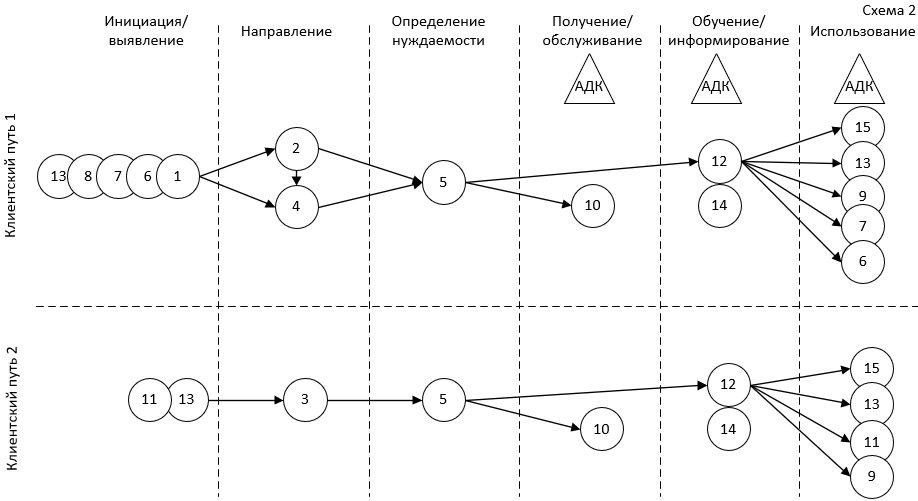 Схема 2
Инициация/
выявление
Направление
Определение
нуждаемости
Получение/
обслуживание
Обучение/
информирование
Использование
АДК
АДК
АДК
Клиентский путь 1
13
8
7
6
1
2
4
5
10
12
14
15
13
9
7
6
Клиентский путь 2
11
13
3
5
10
12
14
15
13
11
9